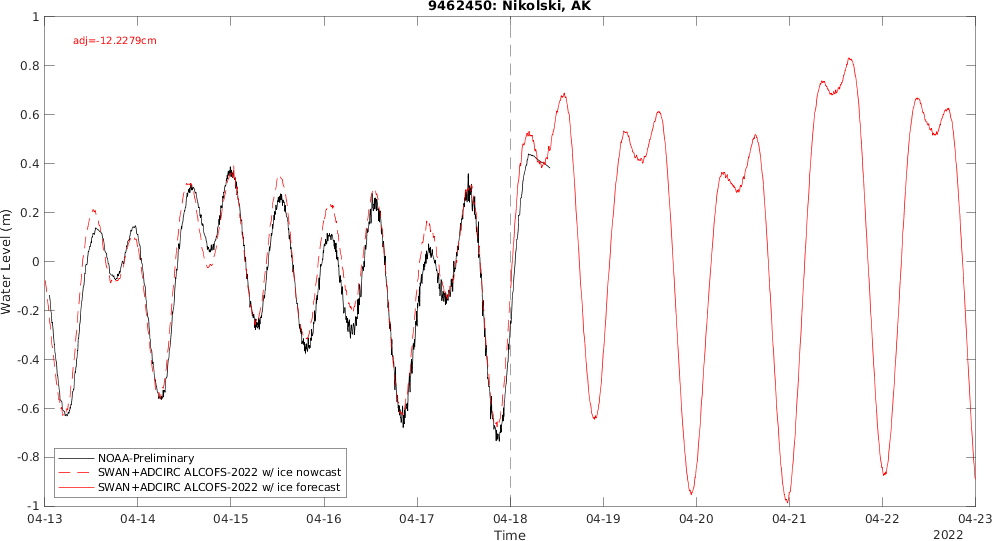 9462450: Nikolski, AK
adj=-12.2279cm
Water Level (m)
1
0.8
0.6
0.4
0.2
0
-0.2
-0.4
-0.6
-0.8
-1
NOAA-Preliminary
SWAN+ADCIRC ALCOFS-2022 w/ ice nowcast
SWAN+ADCIRC ALCOFS-2022 w/ ice forecast
04-13 04-14 04-15 04-16 04-17 04-18 04-19 04-20 04-21 04-22 04-23
Time
2022